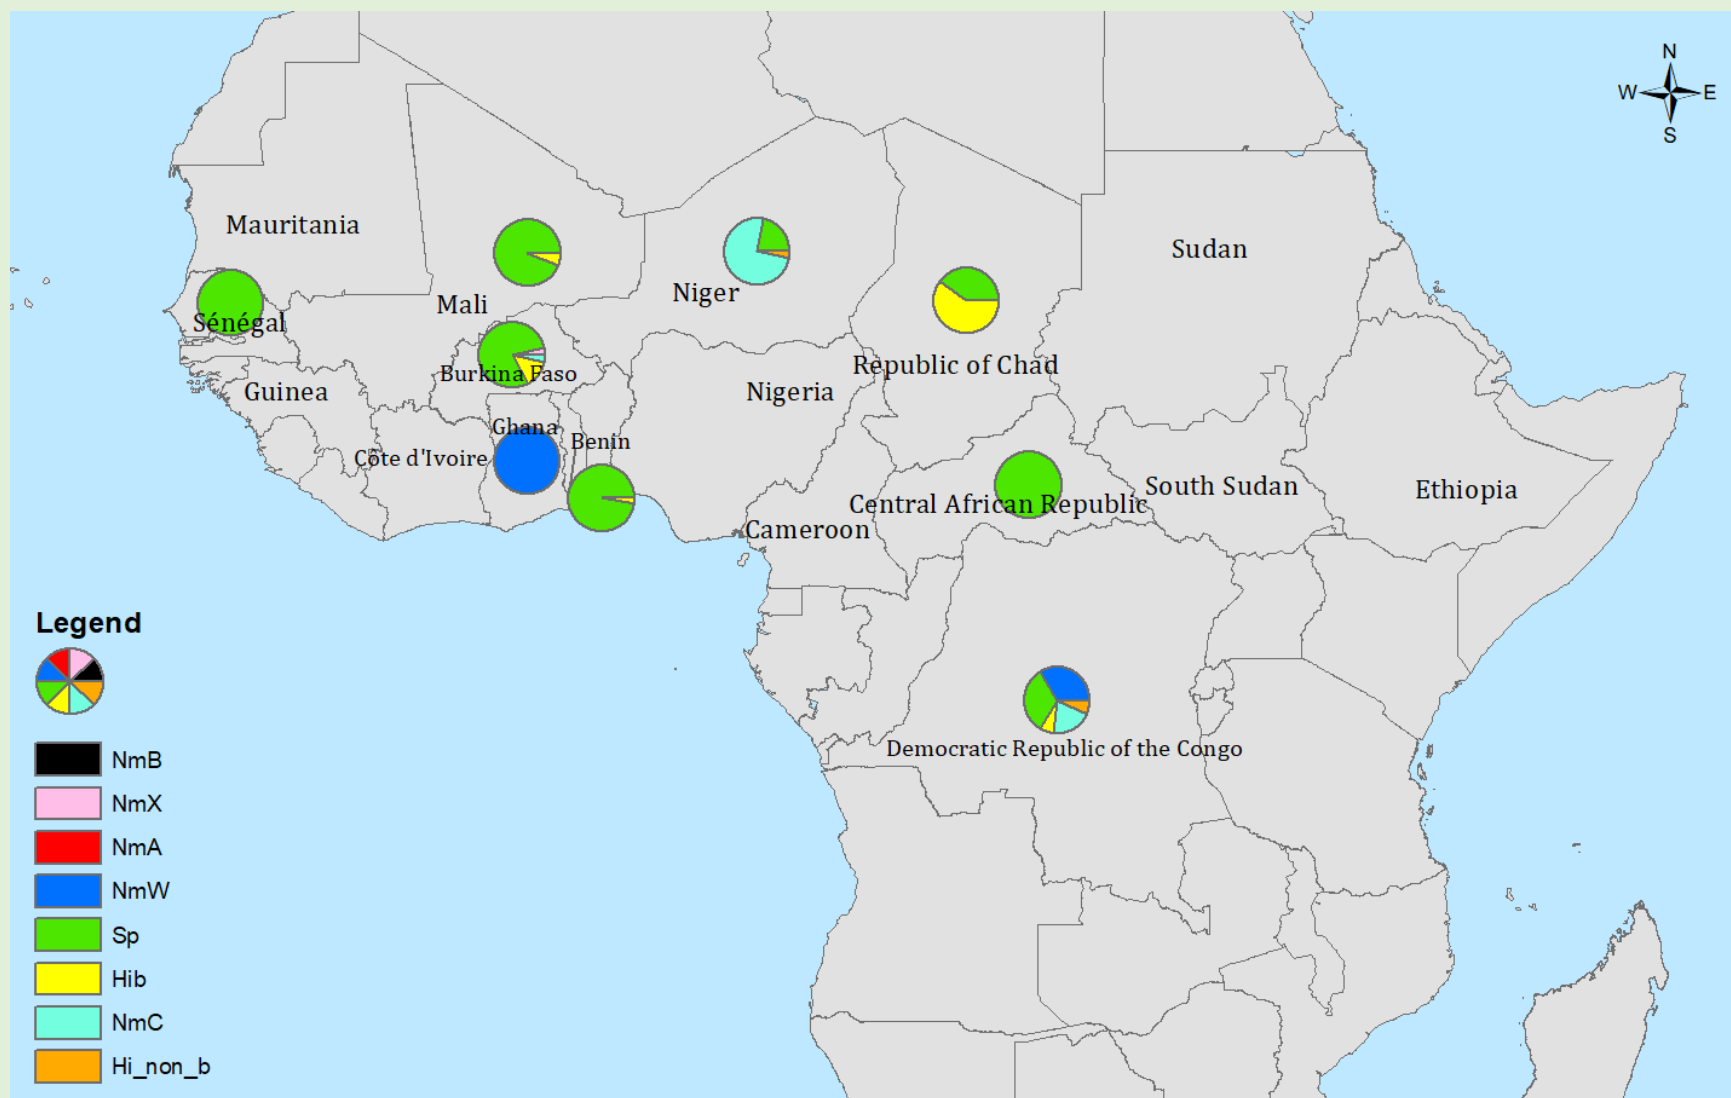 N
W E
S
Mauritania
Sudan
Niger
Mali
Sénégal
Republic of Chad
Burkina Faso
Guinea
Nigeria
Ghana
Benin
Côte d'Ivoire
South Sudan
Ethiopia
Central African Republic
Cameroon
Legend
Democratic Republic of the Congo
NmB
NmX
NmA
NmW
Sp
Hib
NmC
Hi_non_b